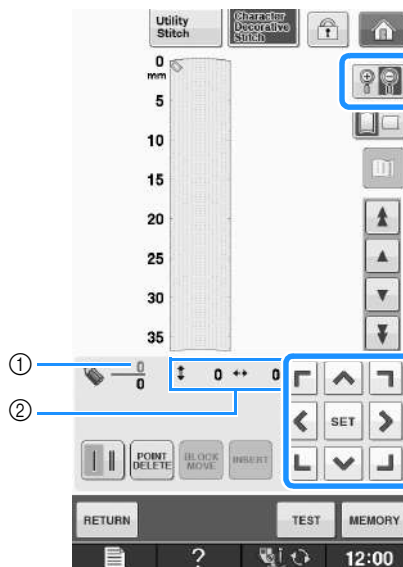 Utility
Stitch
Character
Decorative
Stitch
0
mm
5
10
15
20
25
30
35
①
0
0
0
0
②
SET
POINT
DELETE
BLOCK
MOVE
INSERT
RETURN
TEST
MEMORY
?
12:00